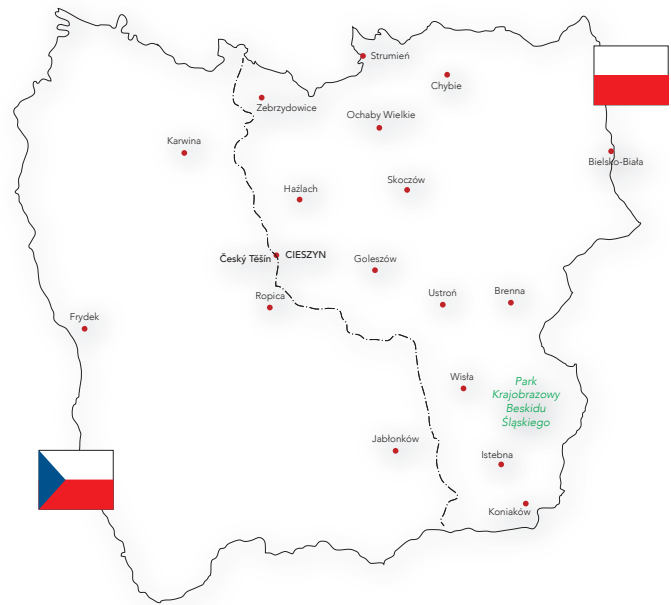 Strumień
Chybie
Zebrzydowice
Ochaby Wielkie
Karwina
Bielsko-Biała
Skoczów
Hażlach
Český Těšín
CIESZYN
Goleszów
Ropica
Ustroń
Brenna
Frydek
Wisła
Park
Krajobrazowy
Beskidu
Śląskiego
Jabłonków
Istebna
Koniaków